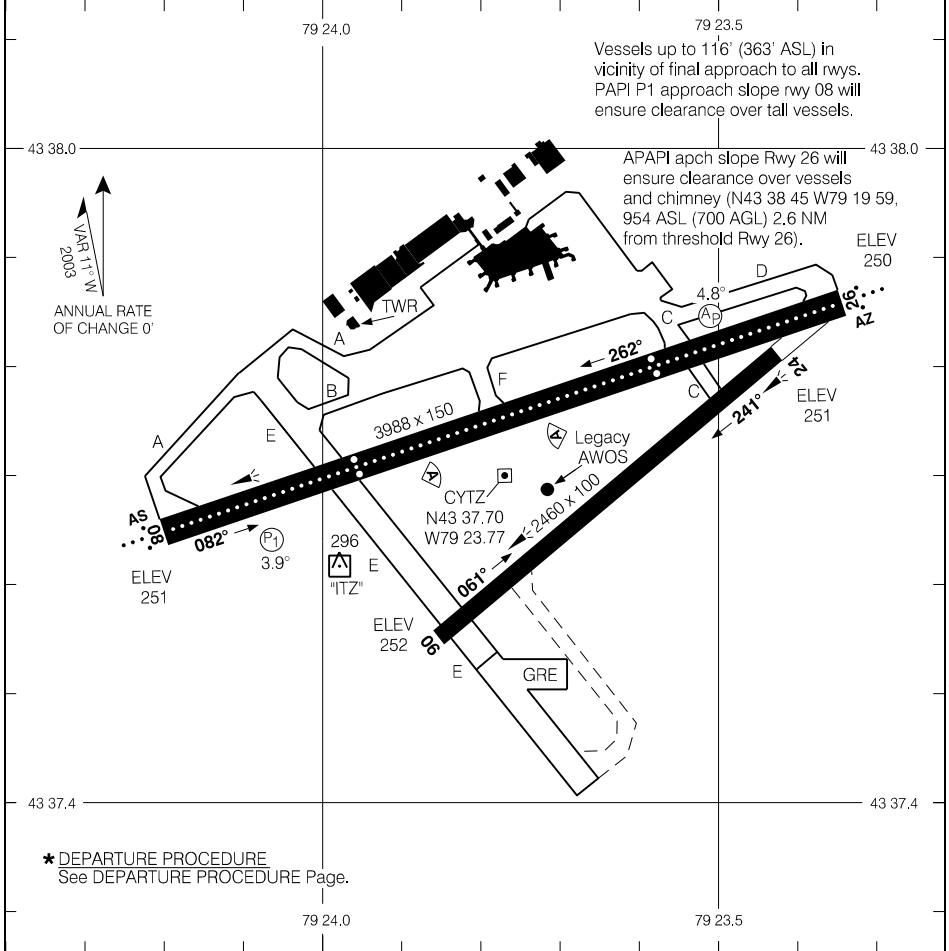 79 24.0
79 23.5
Vessels up to 116' (363' ASL) in
vicinity of final approach to all rwys.
PAPI P1 approach slope rwy 08 will
ensure clearance over tall vessels.
43 38.0
43 38.0
APAPI apch slope Rwy 26 will
ensure clearance over vessels
and chimney (N43 38 45 W79 19 59,
954 ASL (700 AGL) 2.6 NM
from threshold Rwy 26).
VAR 11° W
2003
ANNUAL RATE
OF CHANGE 0'
ELEV
250
D
4.8°
AP
C
26
AZ
TWR
A
262°
24
B
F
C
241°
ELEV
251
3988 x 150
A
E
A
Legacy
AWOS
A
CYTZ
N43 37.70
W79 23.77
2460 x 100
AS
08
082°
P1
3.9°
296
"ITZ"
E
ELEV
251
061°
ELEV
252
06
E
GRE
43 37.4
43 37.4
* DEPARTURE PROCEDURE
See DEPARTURE PROCEDURE Page.
79 24.0
79 23.5